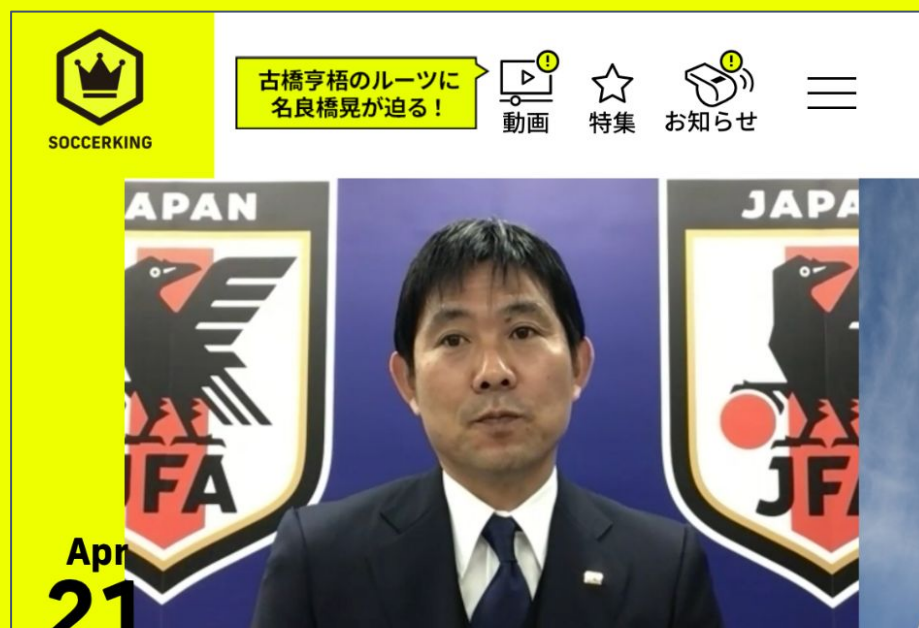 古橋亨梧のルーツに
名良橋晃が迫る！
動画
特集
お知らせ
SOCCERKING
APAN
JAPA
JFA
JFA
Apr
21